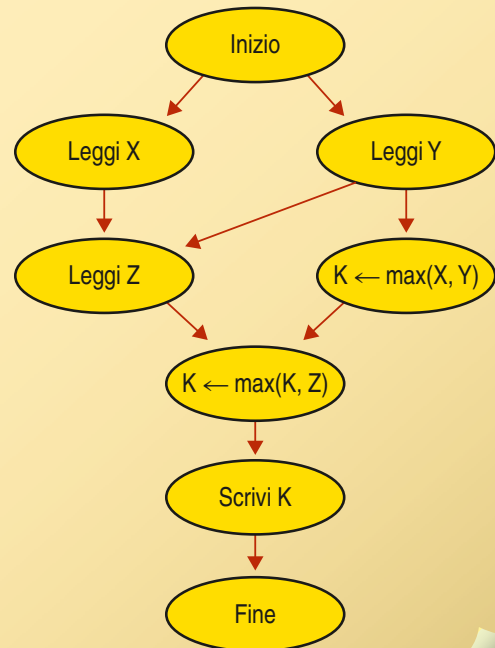 Inizio
Leggi X
Leggi Y
Leggi Z
K ← max(X, Y)
K ← max(K, Z)
Scrivi K
Fine